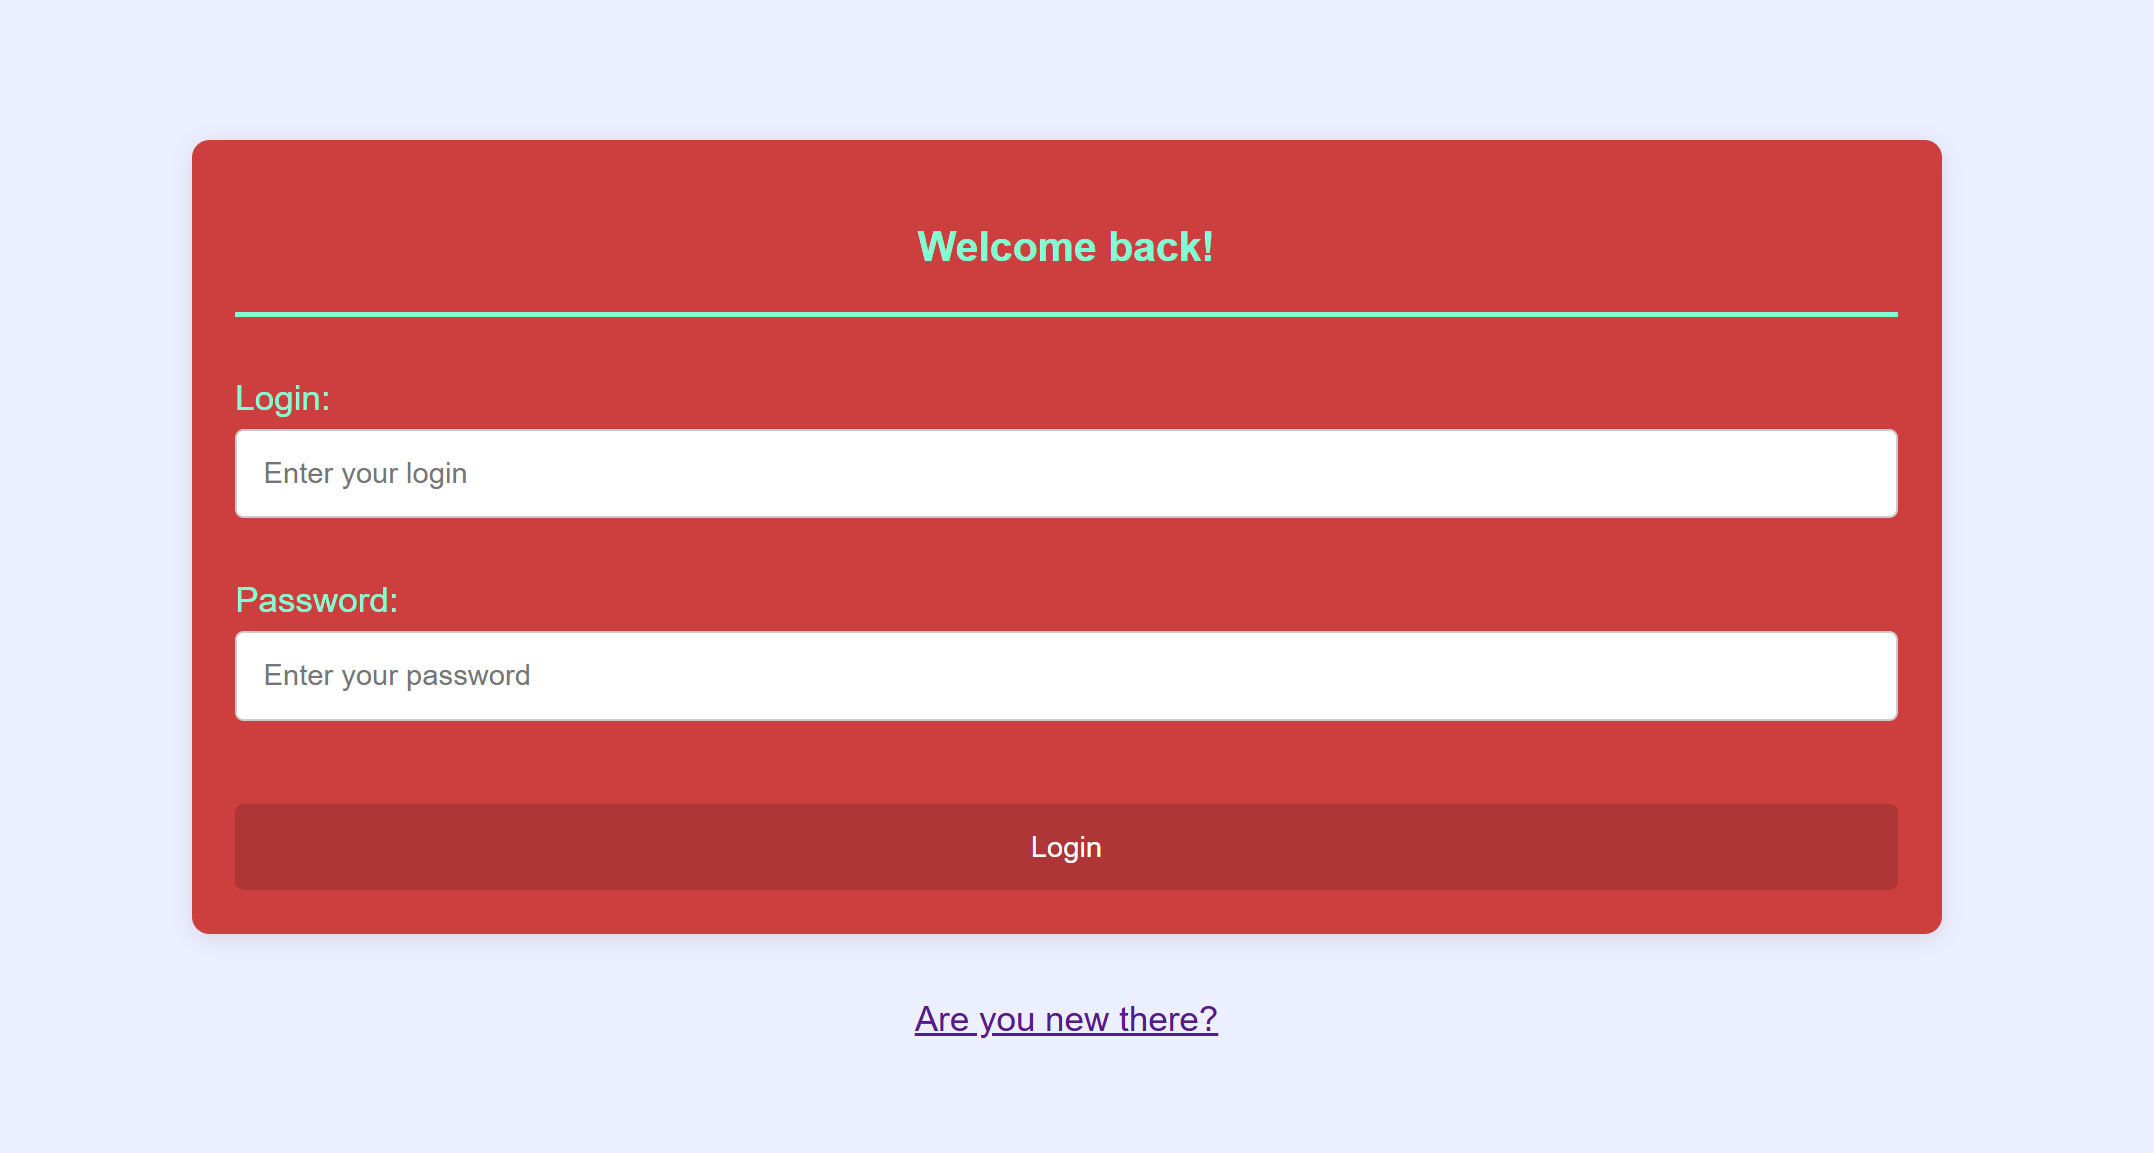 Welcome back!
Login:
Enter your login
Password:
Enter your password
Login
Are you new there?